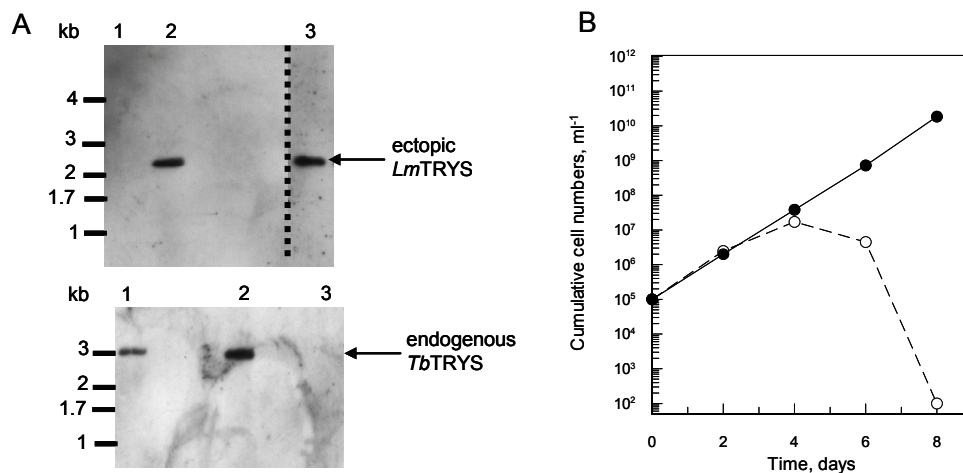 A
kb 1 2 3
4
3
2
1.7
1
ectopic
LmTRYS
kb 1 2 3
3
2
1.7
1
endogenous
TbTRYS
B
Cumulative cell numbers, ml-1
10¹²
10¹¹
10¹⁰
10⁹
10⁸
10⁷
10⁶
10⁵
10⁴
10³
10²
0 2 4 6 8
Time, days